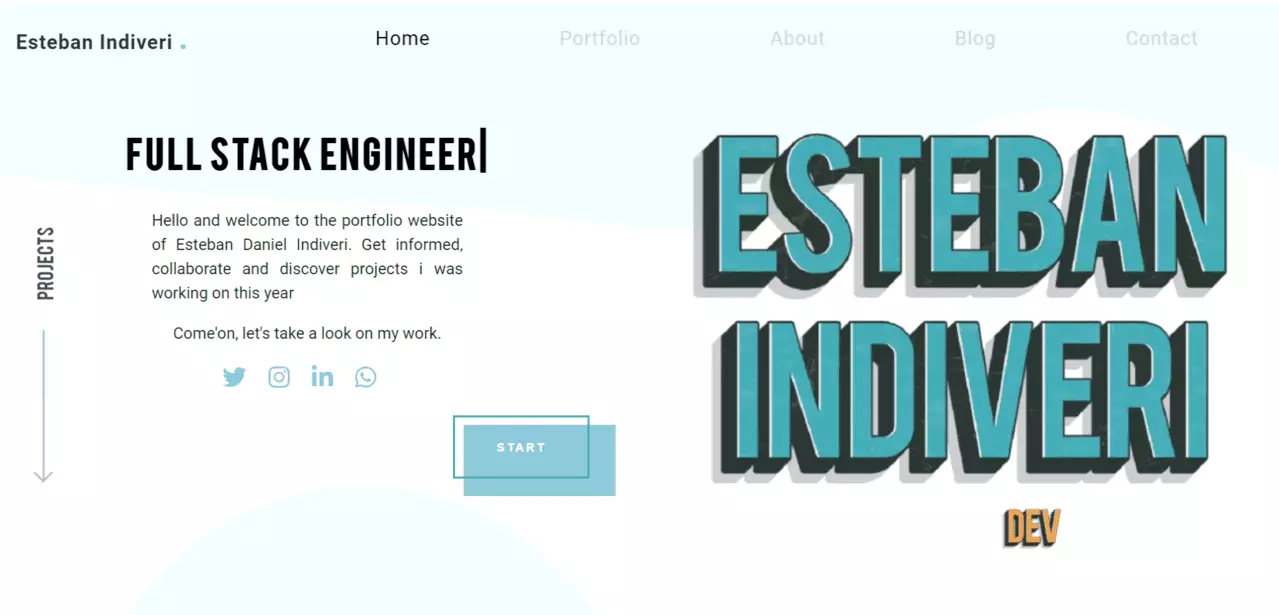 Esteban Indiveri .
Home
Portfolio
About
Blog
Contact
FULL STACK ENGINEER|
Hello and welcome to the portfolio website
of Esteban Daniel Indiveri. Get informed,
collaborate and discover projects i was
working on this year
Come'on, let's take a look on my work.
START
PROJECTS
ESTEBAN
INDIVERI
DEV